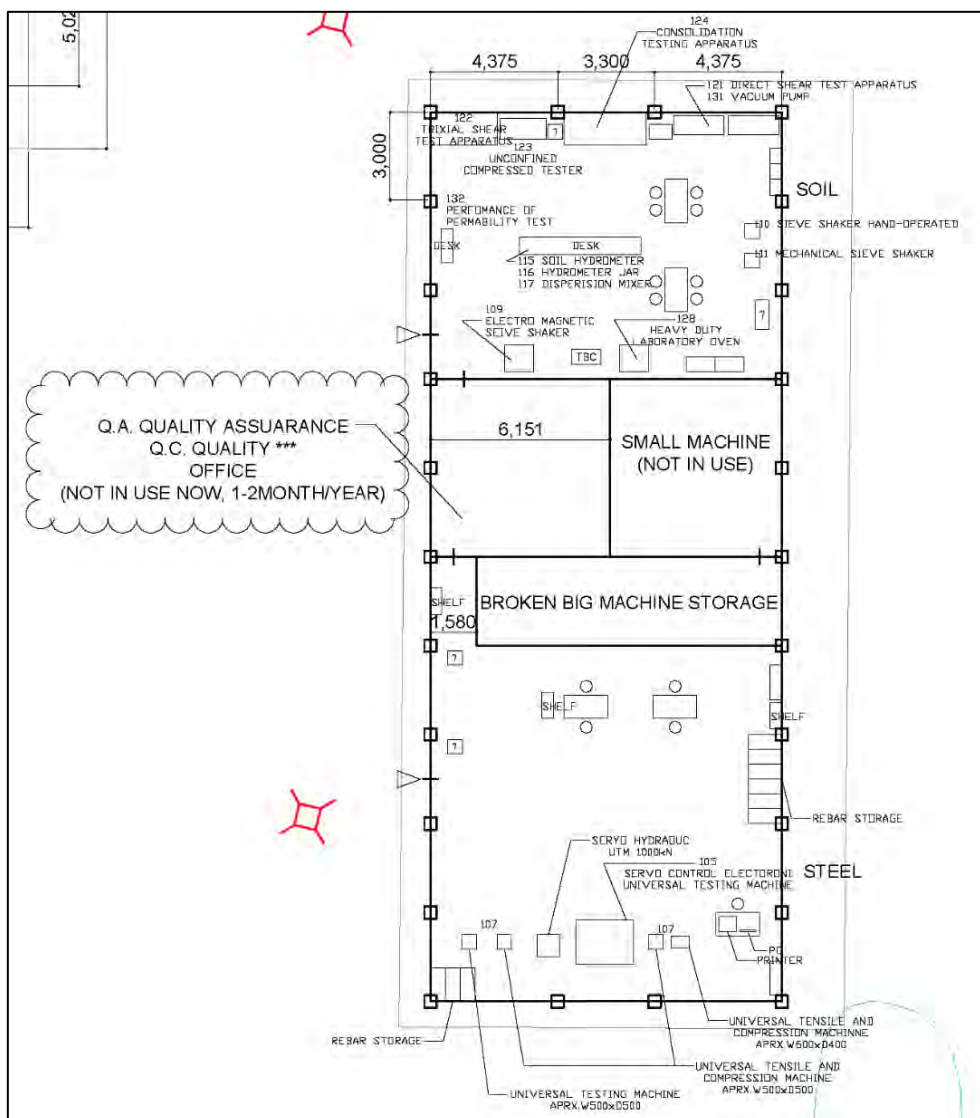 5,02
124
CONSOLIDATION
TESTING APPARATUS
4,375
3,300
4,375
121 DIRECT SHEAR TEST APPARATUS
131 VACUUM PUMP
3,000
122
TRIXIAL SHEAR
TEST APPARATUS
?
123
UNCONFINED
COMPRESSED TESTER
SOIL
132
PERFOMANCE OF
PERMABILITY TEST
110 SIEVE SHAKER HAND-OPERATED
DESK
DESK
111 MECHANICAL SIEVE SHAKER
115 SOIL HYDROMETER
116 HYDROMETER JAR
117 DISPERISION MIXER
109
ELECTRO MAGNETIC
SEIVE SHAKER
128
HEAVY DUTY
LABORATORY OVEN
?
TBC
Q.A. QUALITY ASSUARANCE
Q.C. QUALITY ***
OFFICE
(NOT IN USE NOW, 1-2MONTH/YEAR)
6,151
SMALL MACHINE
(NOT IN USE)
SHELF
BROKEN BIG MACHINE STORAGE
1,580
?
SHELF
SHELF
?
REBAR STORAGE
SERVO HYDRAUDC
UTM 1000kN
105
SERVO CONTROL ELECTORONI
UNIVERSAL TESTING MACHINE
STEEL
107
107
PC
PRINTER
REBAR STORAGE
UNIVERSAL TENSILE AND
COMPRESSION MACHINNE
APRX.W600xD400
UNIVERSAL TENSILE AND
COMPRESSION MACHINE
APRX.W500xD500
UNIVERSAL TESTING MACHINE
APRX.W500xD500